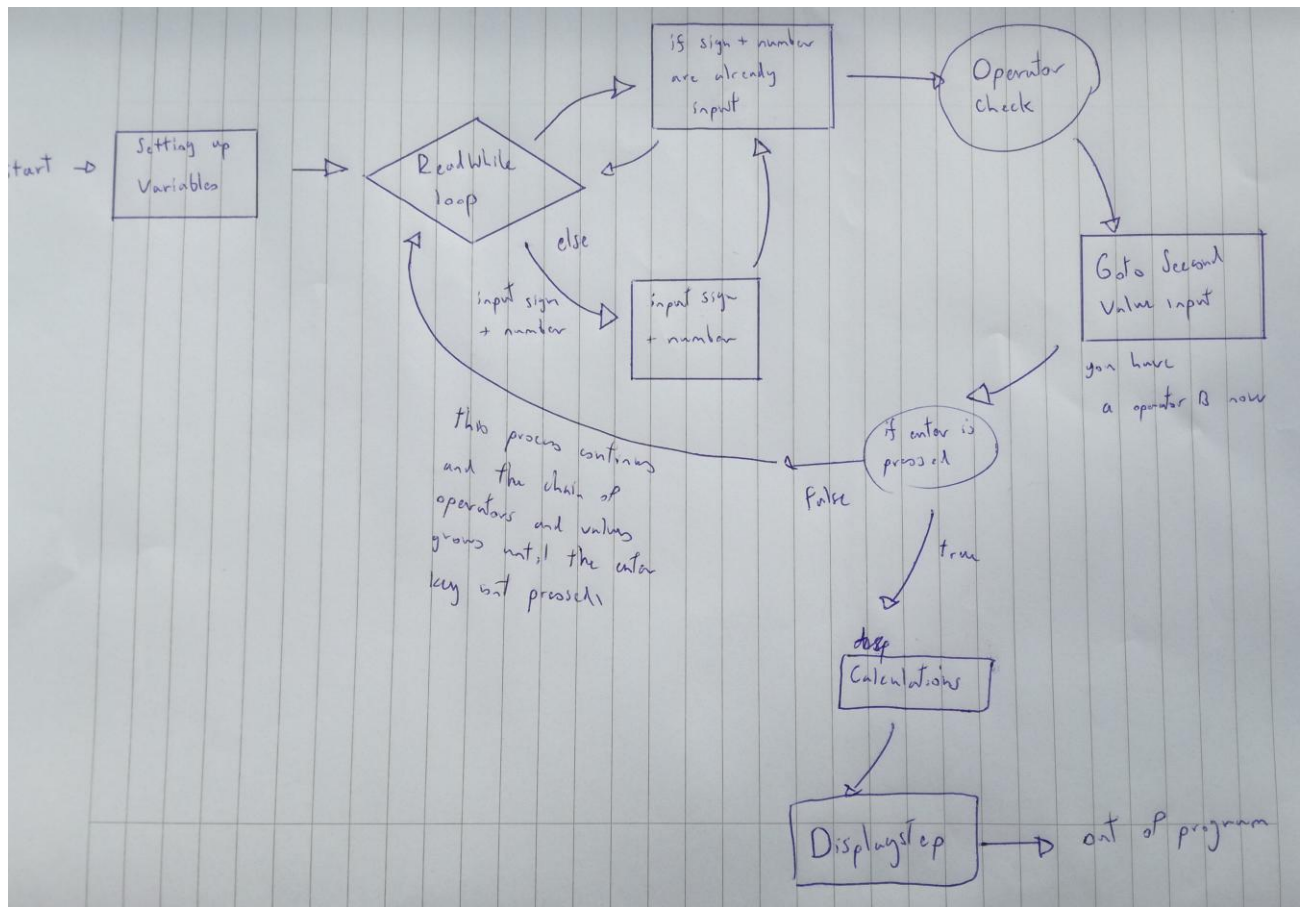 start
Setting up
Variables
ReadWhile
loop
if sign + number
are already
input
Operator
Check
else
input sign
+ number
input sign
+ number
Goto Second
Value input
you have
a operator B now
if enter is
pressed
False
true
this process continues
and the chain of
operators and values
grows until the enter
key isnt pressed
Calculations
Displaystep
out of program